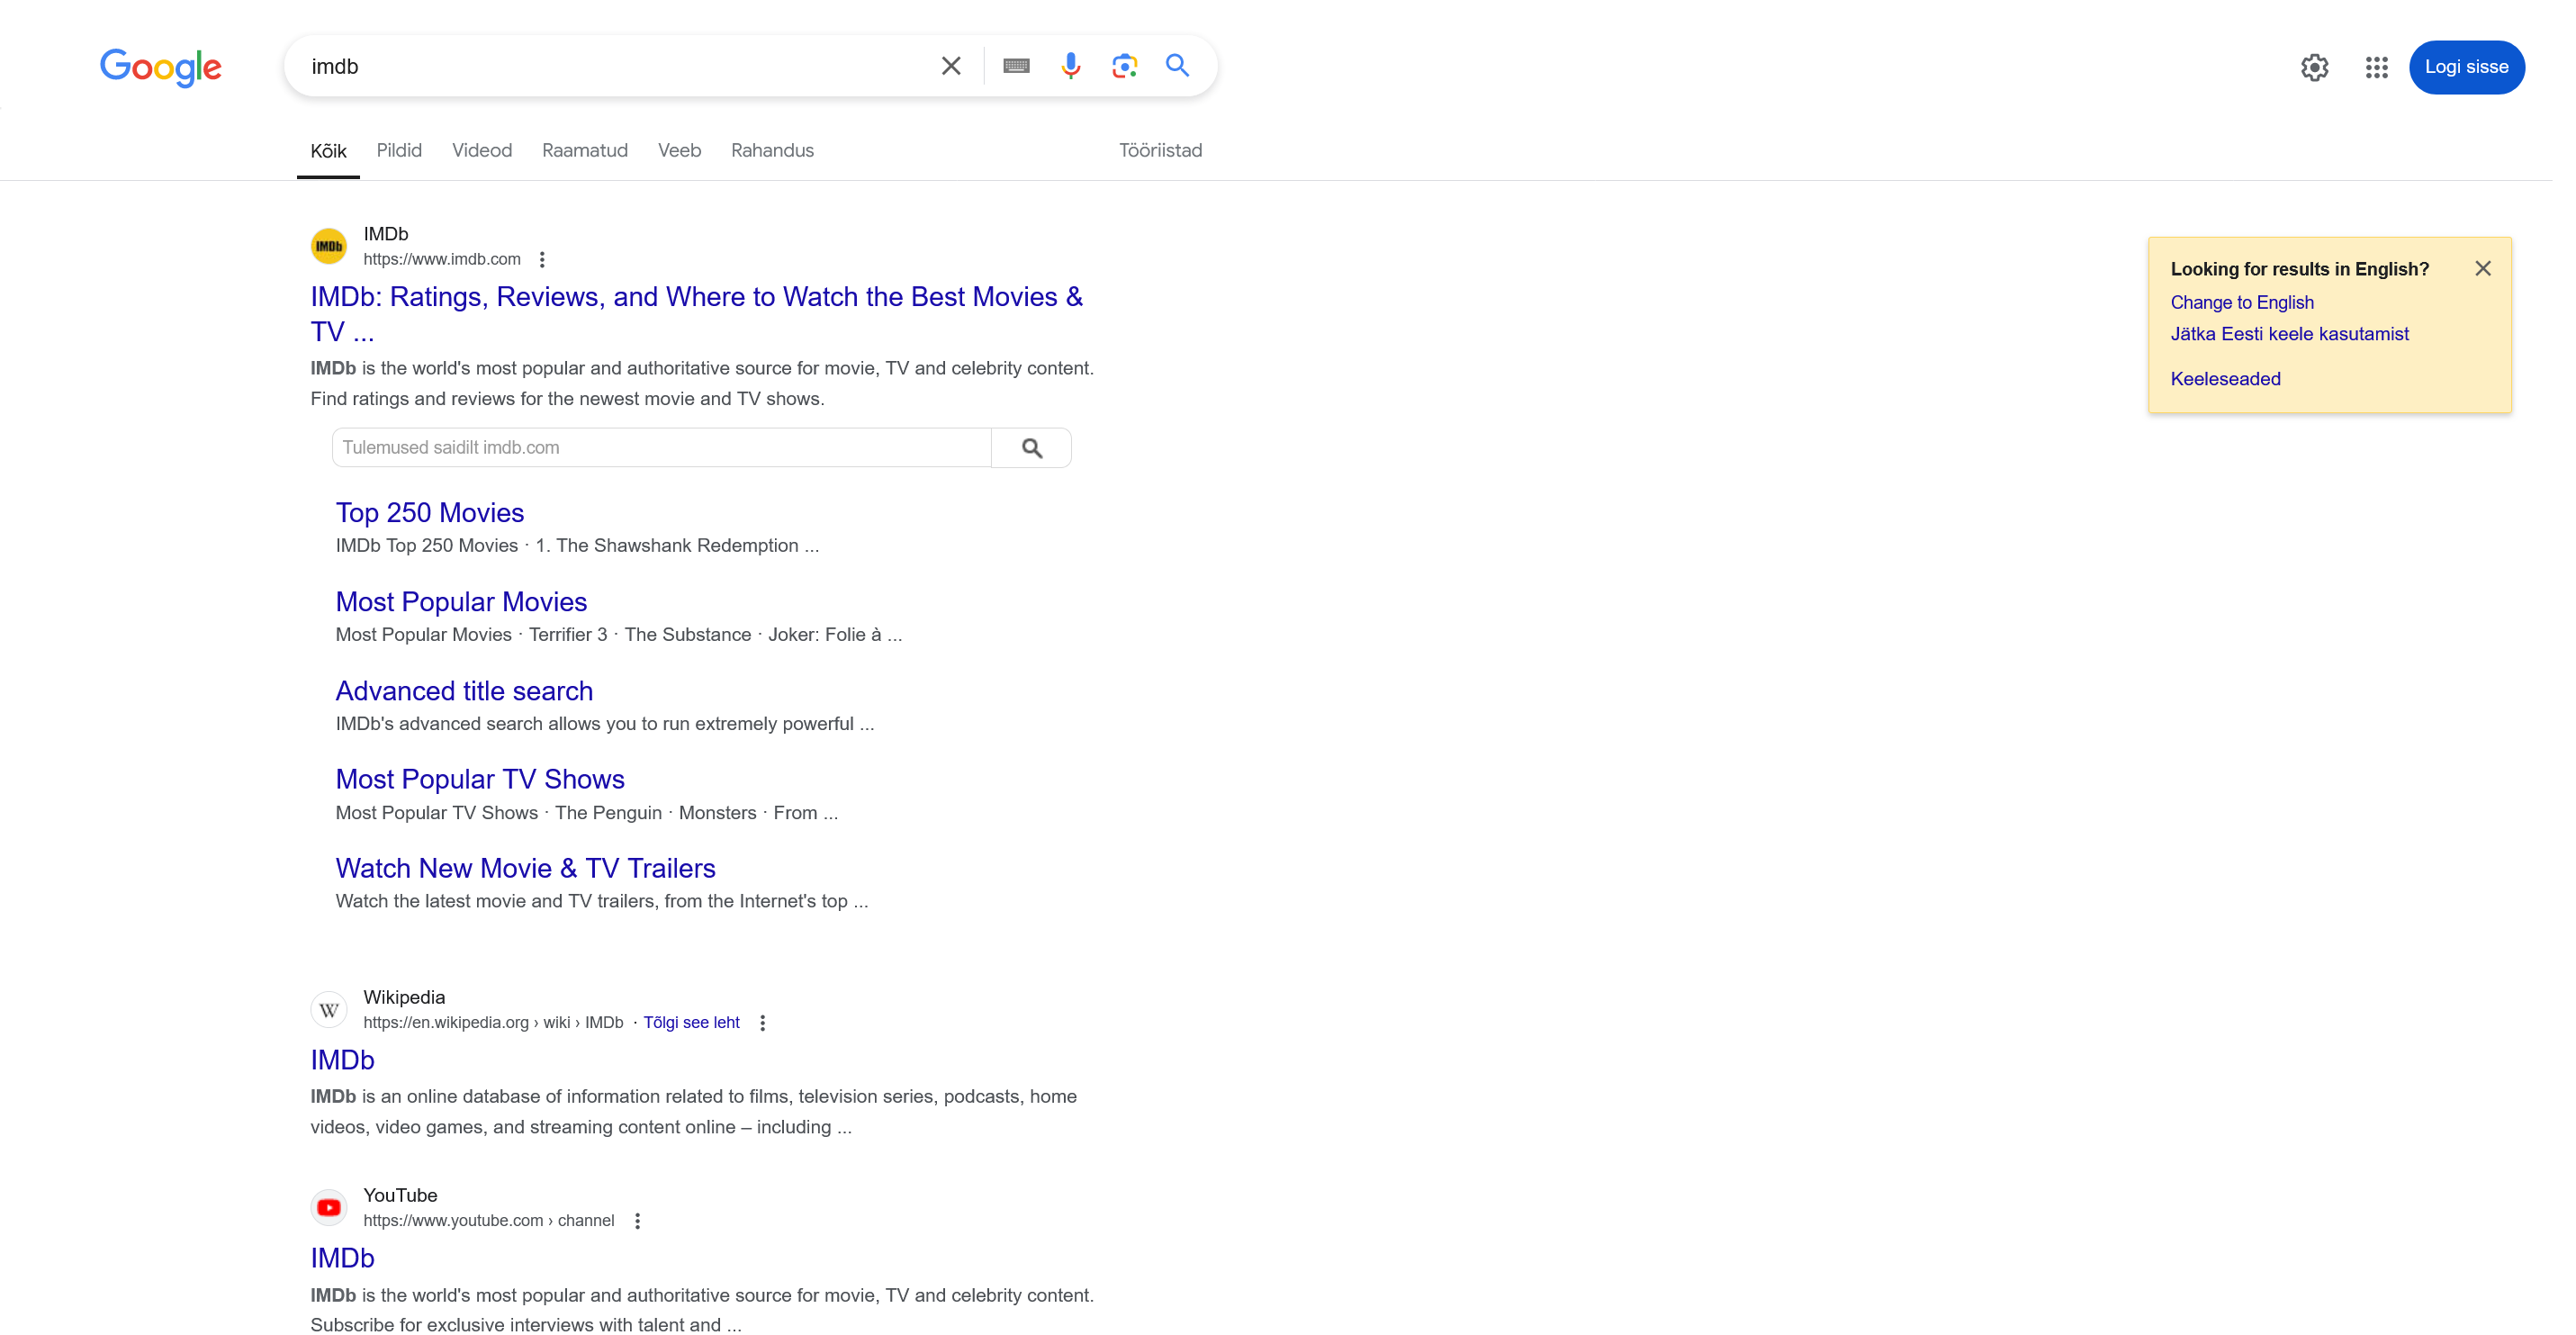 Google
imdb
Logi sisse
Kõik
Pildid
Videod
Raamatud
Veeb
Rahandus
Tööriistad
IMDb
IMDb
https://www.imdb.com
IMDb: Ratings, Reviews, and Where to Watch the Best Movies &
TV ...
IMDb is the world's most popular and authoritative source for movie, TV and celebrity content.
Find ratings and reviews for the newest movie and TV shows.
Tulemused saidilt imdb.com
Top 250 Movies
IMDb Top 250 Movies · 1. The Shawshank Redemption ...
Most Popular Movies
Most Popular Movies · Terrifier 3 · The Substance · Joker: Folie à ...
Advanced title search
IMDb's advanced search allows you to run extremely powerful ...
Most Popular TV Shows
Most Popular TV Shows · The Penguin · Monsters · From ...
Watch New Movie & TV Trailers
Watch the latest movie and TV trailers, from the Internet's top ...
W
Wikipedia
https://en.wikipedia.org › wiki › IMDb · Tõlgi see leht
IMDb
IMDb is an online database of information related to films, television series, podcasts, home
videos, video games, and streaming content online – including ...
YouTube
https://www.youtube.com › channel
IMDb
IMDb is the world's most popular and authoritative source for movie, TV and celebrity content.
Subscribe for exclusive interviews with talent and ...
Looking for results in English?
Change to English
Jätka Eesti keele kasutamist
Keeleseaded